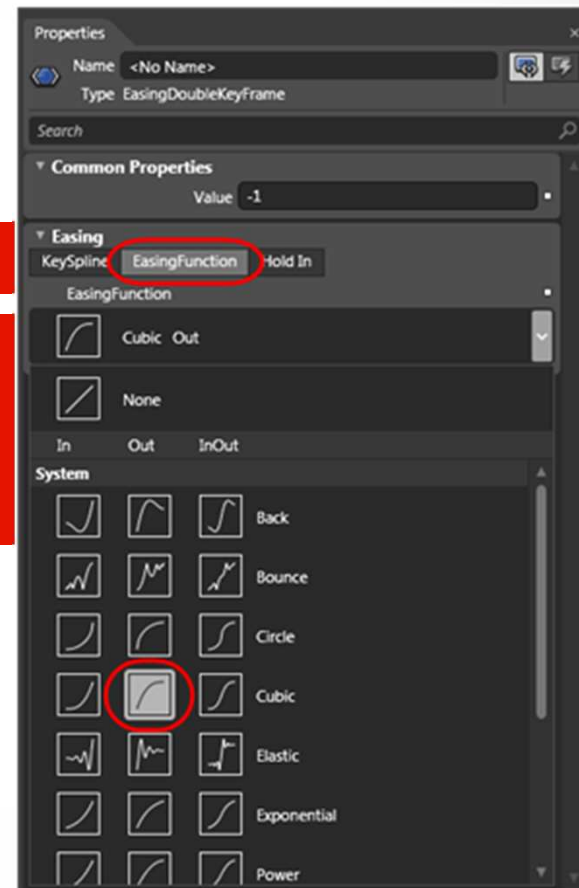 Properties
Name <No Name>
Type EasingDoubleKeyFrame
Search
Common Properties
Value -1
Easing
KeySpline EasingFunction Hold In
EasingFunction
Cubic Out
None
In Out InOut
System
Back
Bounce
Circle
Cubic
Elastic
Exponential
Power